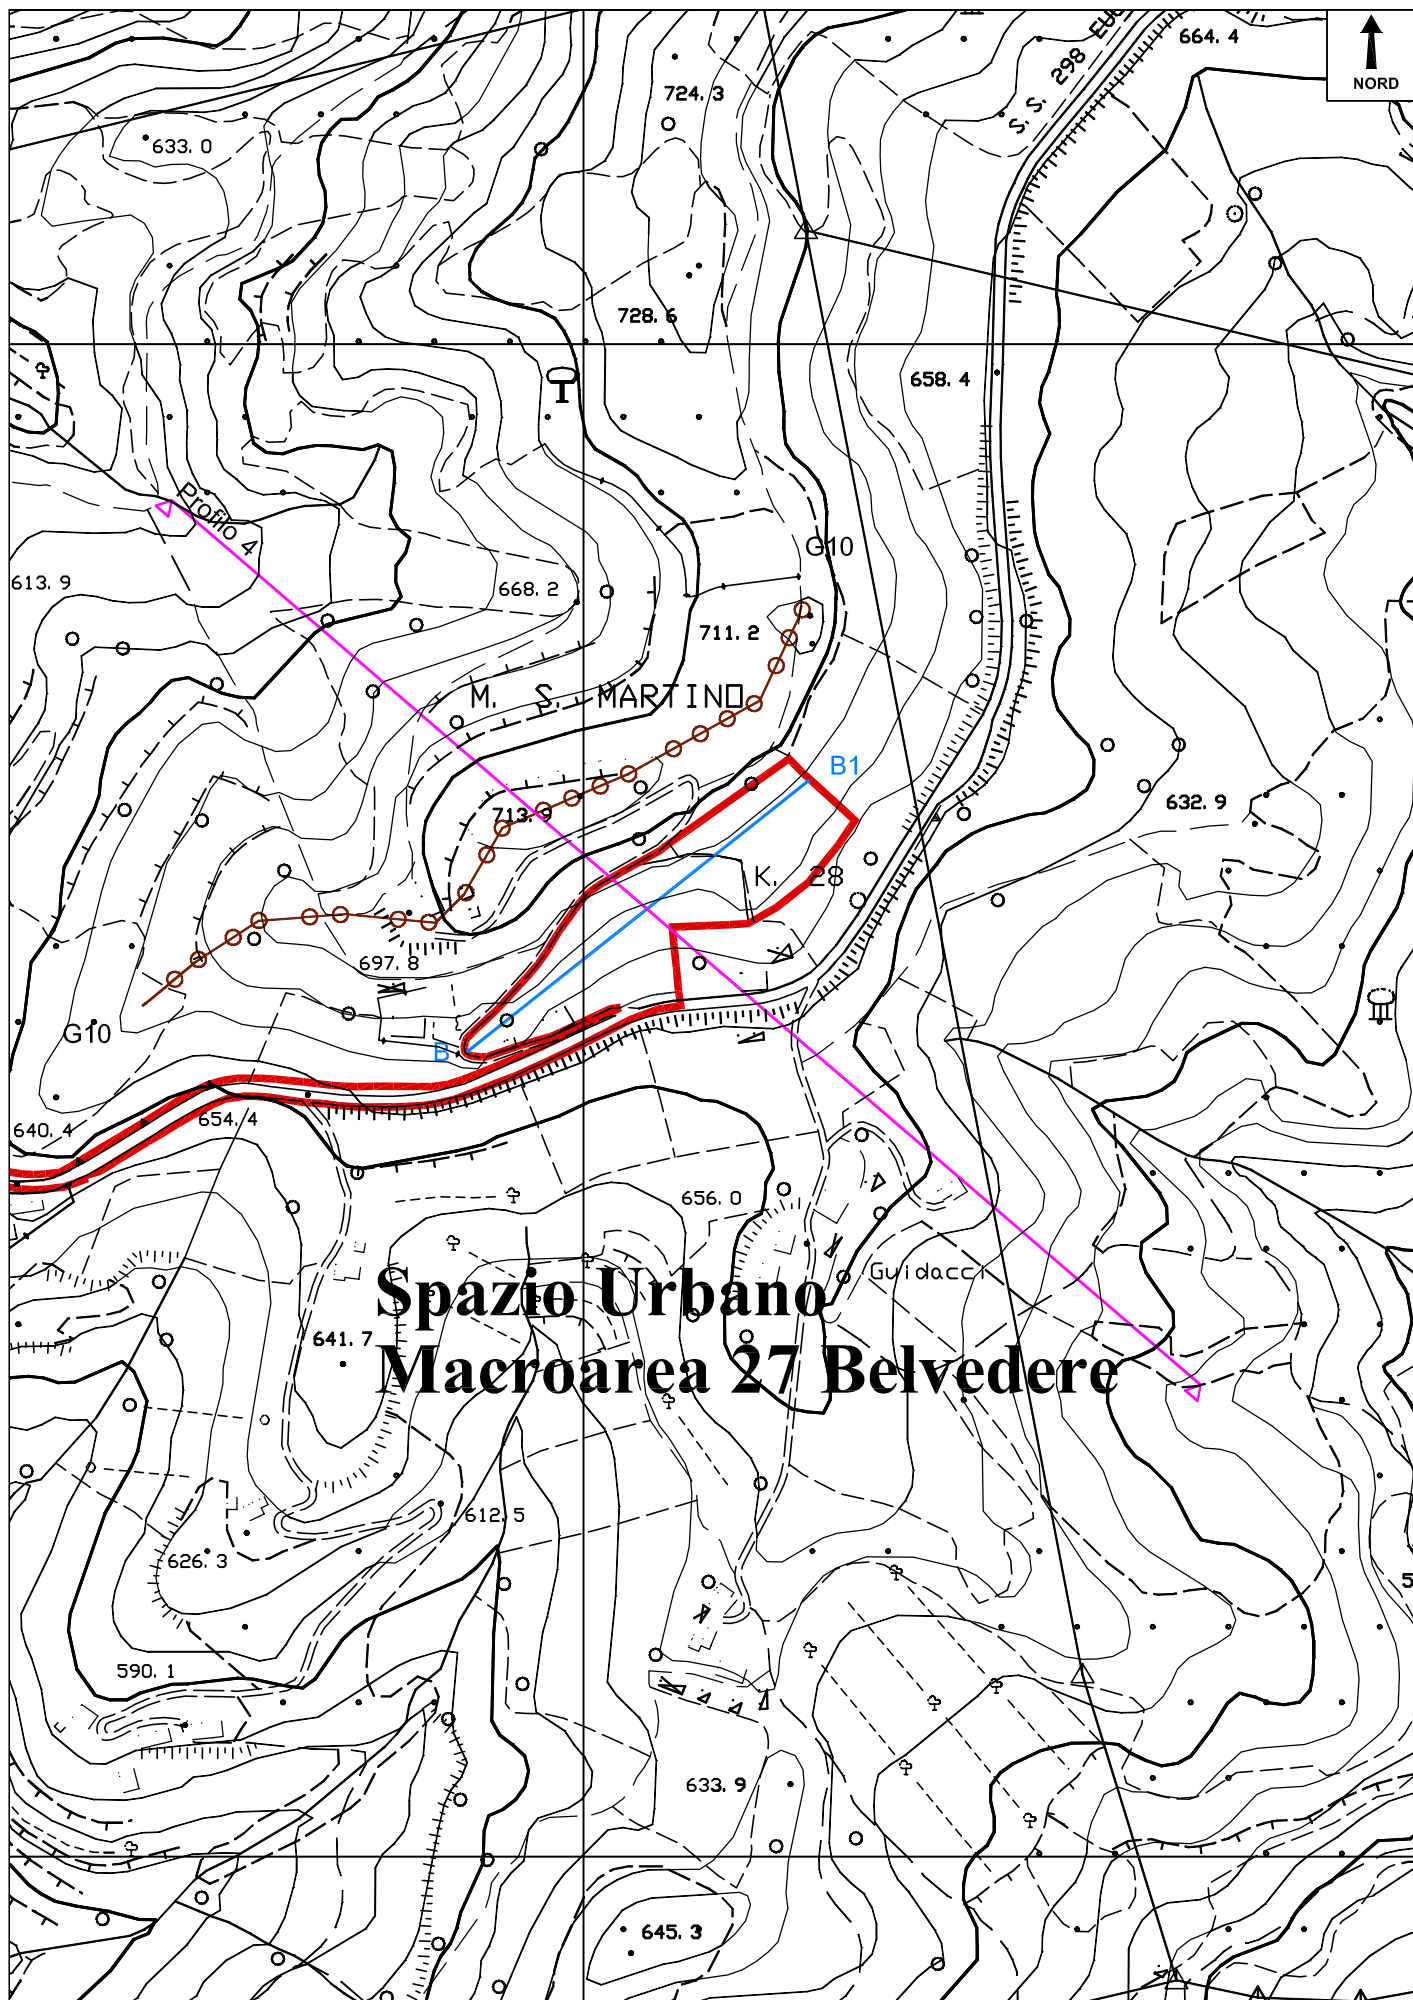 NORD
664. 4
S. S. 298 EUG
724. 3
633. 0
728. 6
658. 4
Profilo 4
G10
613. 9
668. 2
711. 2
M. S. MARTINO
B1
632. 9
713. 9
K. 28
697. 8
G10
B
640. 4
654. 4
656. 0
Guidacci
Spazio Urbano
641. 7
Macroarea 27 Belvedere
612. 5
626. 3
5
590. 1
633. 9
645. 3